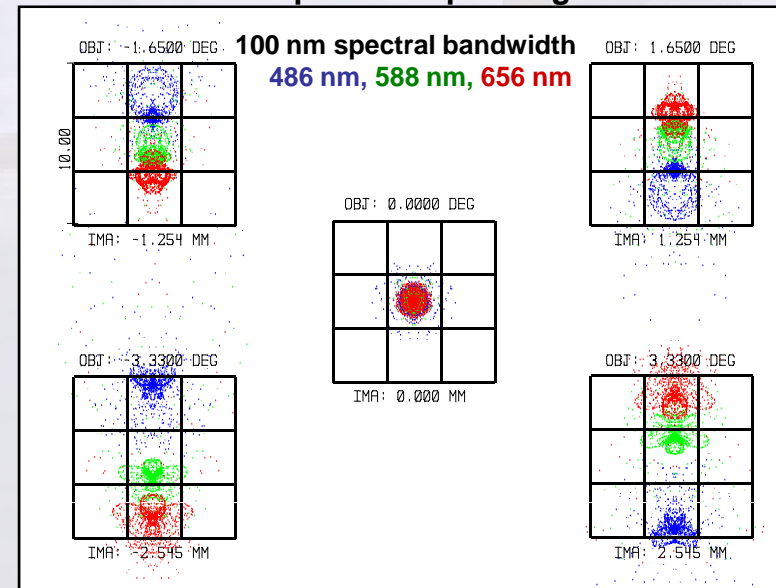 100 nm spectral bandwidth
486 nm, 588 nm, 656 nm
OBJ: -1.6500 DEG
10.00
IMA: -1.254 MM
OBJ: 1.6500 DEG
IMA: 1.254 MM
OBJ: 0.0000 DEG
IMA: 0.000 MM
OBJ: -3.3300 DEG
IMA: -2.545 MM
OBJ: 3.3300 DEG
IMA: 2.545 MM